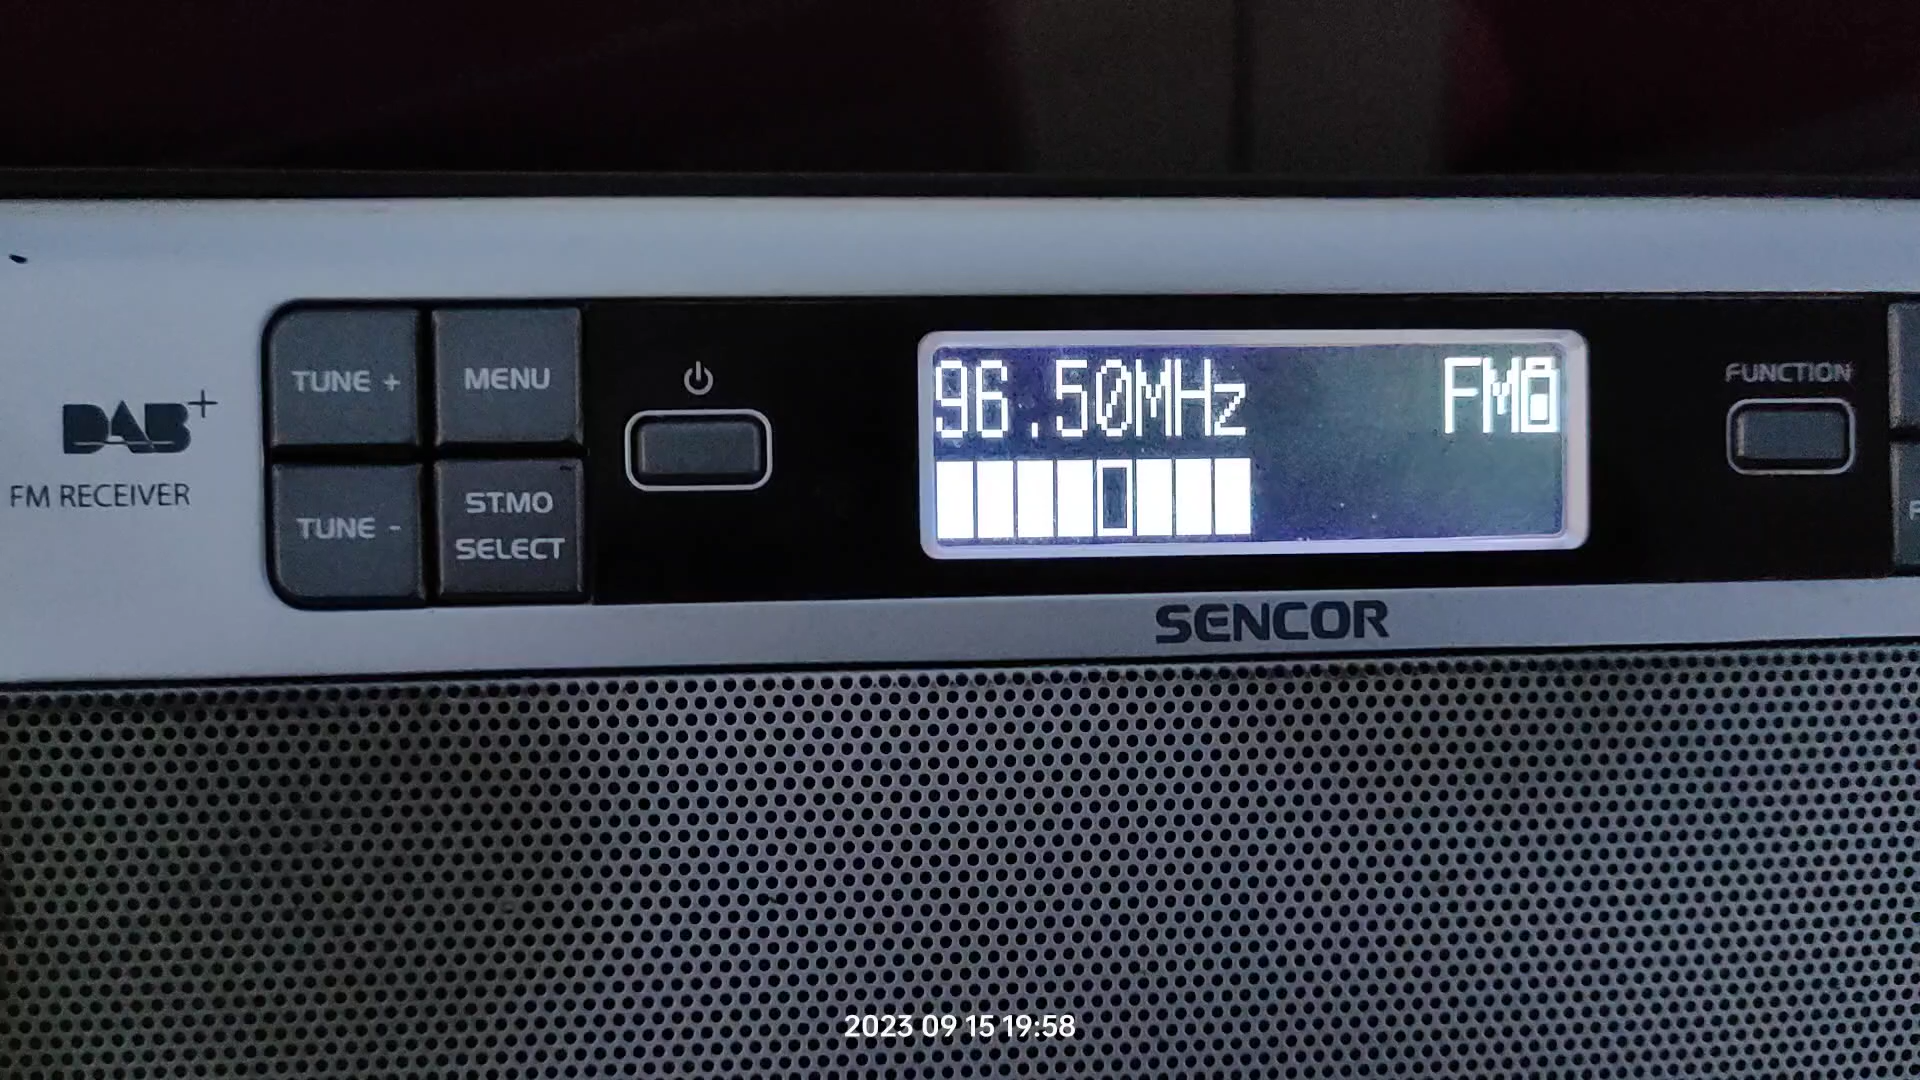 DAB+
FM RECEIVER
TUNE +
MENU
TUNE -
ST.MO
SELECT
96.50MHz
FM
FUNCTION
SENCOR
2023 09 15 19:58